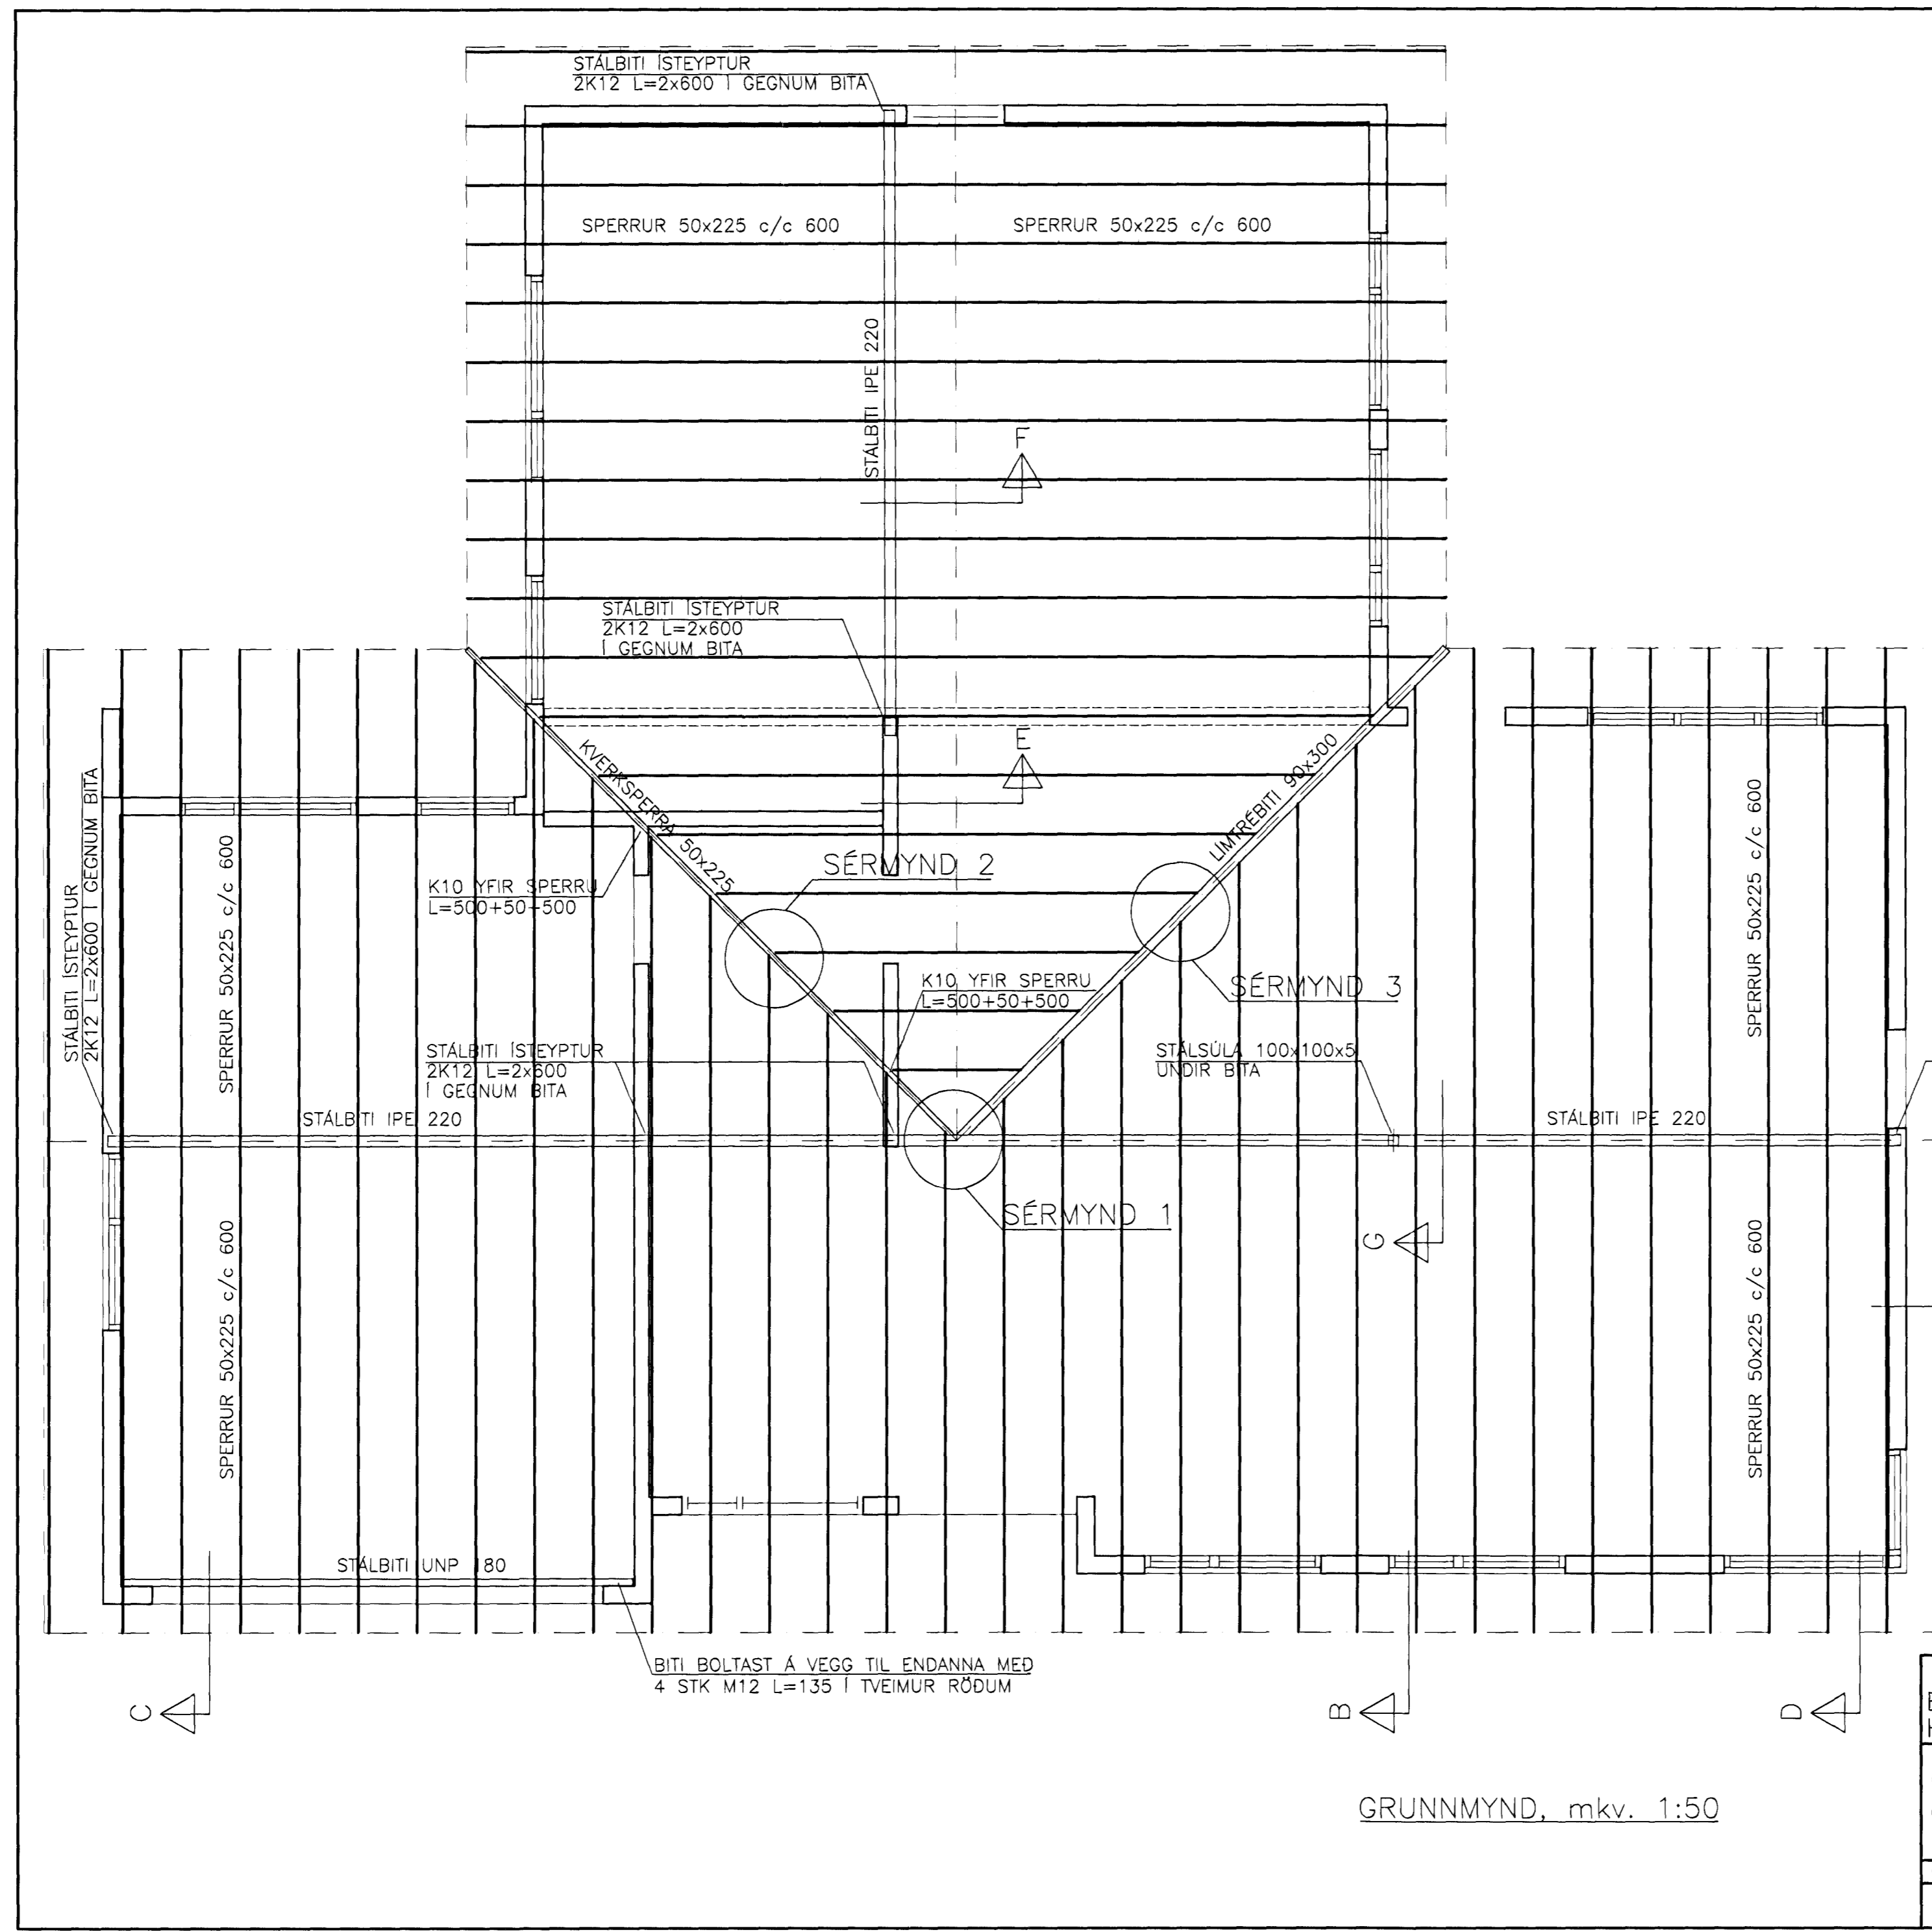 STÁLBITI ÍSTEYPTUR
2K12 L=2x600 Í GEGNUM BITA
SPERRUR 50x225 c/c 600
SPERRUR 50x225 c/c 600
STÁLBITI IPE 220
F
STÁLBITI ÍSTEYPTUR
2K12 L=2x600
Í GEGNUM BITA
E
KVERKSPERRA 50x225
LÍMTRÉBITI 90x300
STÁLBITI ÍSTEYPTUR
2K12 L=2x600 Í GEGNUM BITA
SPERRUR 50x225 c/c 600
SPERRUR 50x225 c/c 600
SÉRMYND 2
K10 YFIR SPERRU
L=500+50+500
K10 YFIR SPERRU
L=500+50+500
SÉRMYND 3
STÁLBITI ÍSTEYPTUR
2K12 L=2x600
Í GEGNUM BITA
STÁLSÚLA 100x100x5
UNDIR BITA
STÁLBITI IPE 220
STÁLBITI IPE 220
SÉRMYND 1
G
SPERRUR 50x225 c/c 600
SPERRUR 50x225 c/c 600
STÁLBITI UNP 180
BITI BOLTAST Á VEGG TIL ENDANNA MEÐ
4 STK M12 L=135 Í TVEIMUR RÖÐUM
C
B
D
GRUNNMYND, mkv. 1:50